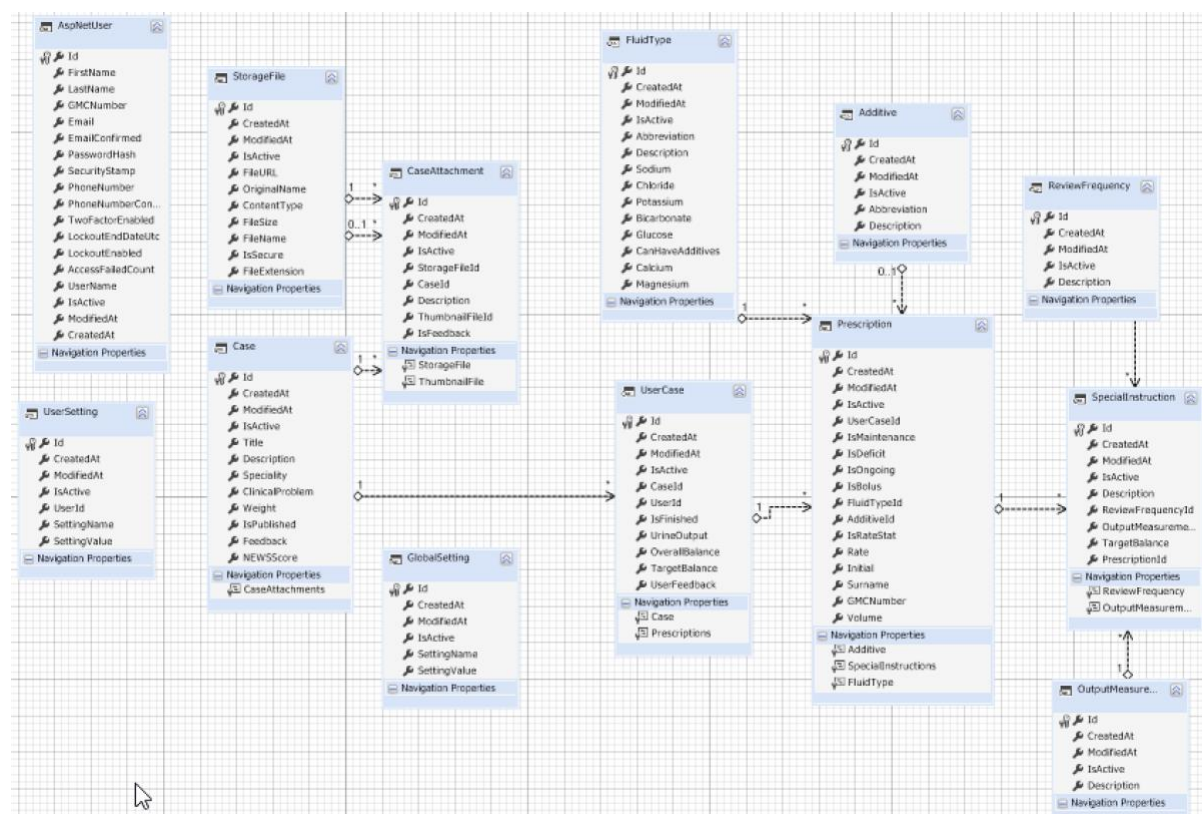 AspNetUser
Id
FirstName
LastName
GMCNumber
Email
EmailConfirmed
PasswordHash
SecurityStamp
PhoneNumber
PhoneNumberCon...
TwoFactorEnabled
LockoutEndDateUtc
LockoutEnabled
AccessFailedCount
UserName
IsActive
ModifiedAt
CreatedAt
Navigation Properties
UserSetting
Id
CreatedAt
ModifiedAt
IsActive
UserId
SettingName
SettingValue
Navigation Properties
StorageFile
Id
CreatedAt
ModifiedAt
IsActive
FileURL
OriginalName
ContentType
FileSize
FileName
IsSecure
FileExtension
Navigation Properties
1 *
0..1 *
Case
Id
CreatedAt
ModifiedAt
IsActive
Title
Description
Speciality
ClinicalProblem
Weight
IsPublished
Feedback
NEWSScore
Navigation Properties
CaseAttachments
1 *
1 *
CaseAttachment
Id
CreatedAt
ModifiedAt
IsActive
StorageFileId
CaseId
Description
ThumbnailFileId
IsFeedback
Navigation Properties
StorageFile
ThumbnailFile
GlobalSetting
Id
CreatedAt
ModifiedAt
IsActive
SettingName
SettingValue
Navigation Properties
FluidType
Id
CreatedAt
ModifiedAt
IsActive
Abbreviation
Description
Sodium
Chloride
Potassium
Bicarbonate
Glucose
CanHaveAdditives
Calcium
Magnesium
Navigation Properties
1 *
UserCase
Id
CreatedAt
ModifiedAt
IsActive
CaseId
UserId
IsFinished
UrineOutput
OverallBalance
TargetBalance
UserFeedback
Navigation Properties
Case
Prescriptions
1 *
Additive
Id
CreatedAt
ModifiedAt
IsActive
Abbreviation
Description
Navigation Properties
0..1
*
Prescription
Id
CreatedAt
ModifiedAt
IsActive
UserCaseId
IsMaintenance
IsDeficit
IsOngoing
IsBolus
FluidTypeId
AdditiveId
IsRateStat
Rate
Initial
Surname
GMCNumber
Volume
Navigation Properties
Additive
SpecialInstructions
FluidType
1 *
ReviewFrequency
Id
CreatedAt
ModifiedAt
IsActive
Description
Navigation Properties
*
SpecialInstruction
Id
CreatedAt
ModifiedAt
IsActive
Description
ReviewFrequencyId
OutputMeasureme...
TargetBalance
PrescriptionId
Navigation Properties
ReviewFrequency
OutputMeasurem...
*
1
OutputMeasure...
Id
CreatedAt
ModifiedAt
IsActive
Description
Navigation Properties